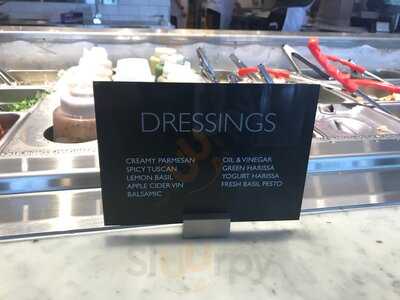 DRESSINGS
CREAMY PARMESAN
SPICY TUSCAN
LEMON BASIL
APPLE CIDER VIN
BALSAMIC
OIL & VINEGAR
GREEN HARISSA
YOGURT HARISSA
FRESH BASIL PESTO
slurpy